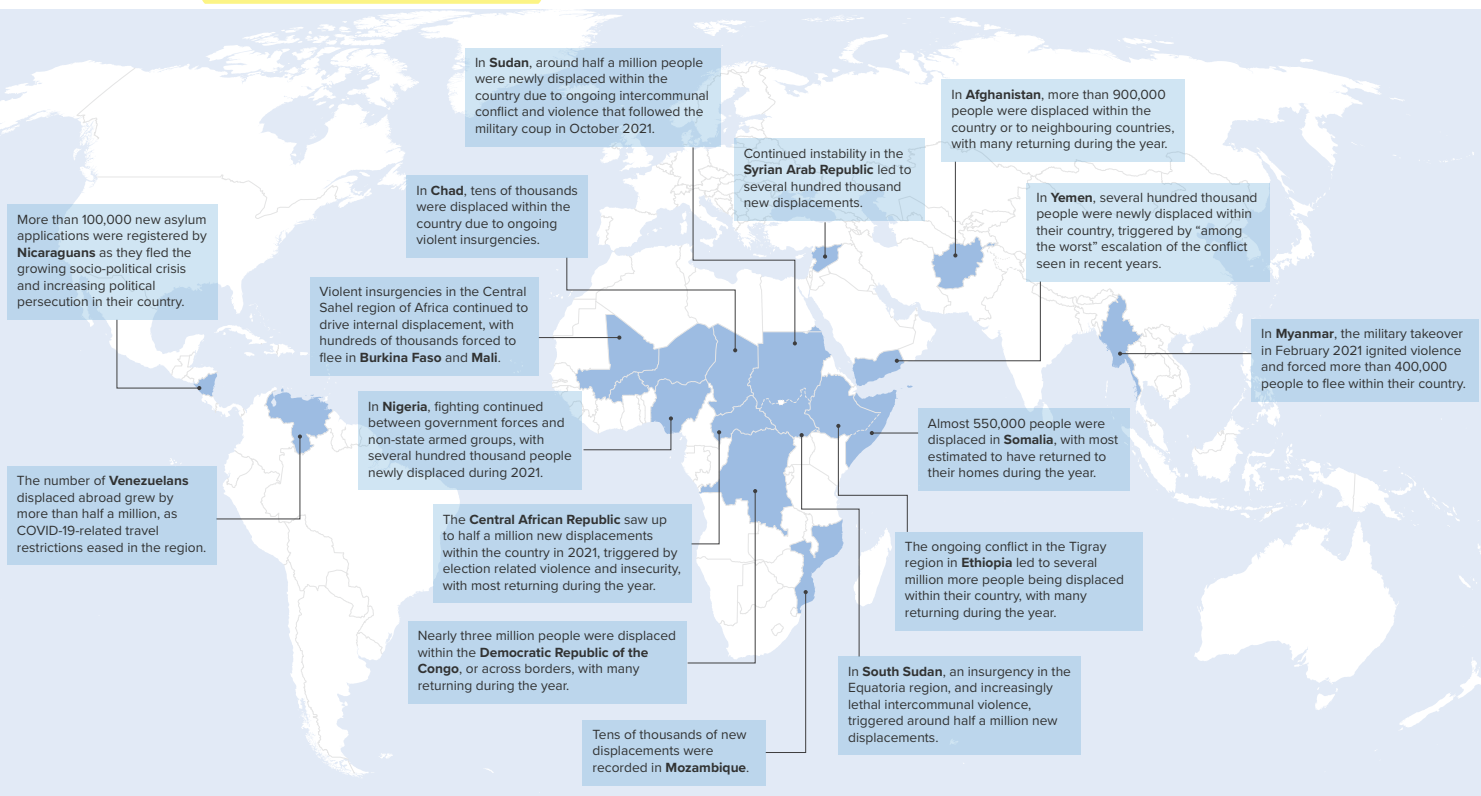 In Sudan, around half a million people
were newly displaced within the
country due to ongoing intercommunal
conflict and violence that followed the
military coup in October 2021.
In Afghanistan, more than 900,000
people were displaced within the
country or to neighbouring countries,
with many returning during the year.
Continued instability in the
Syrian Arab Republic led to
several hundred thousand
new displacements.
In Chad, tens of thousands
were displaced within the
country due to ongoing
violent insurgencies.
In Yemen, several hundred thousand
people were newly displaced within
their country, triggered by “among
the worst” escalation of the conflict
seen in recent years.
More than 100,000 new asylum
applications were registered by
Nicaraguans as they fled the
growing socio-political crisis
and increasing political
persecution in their country.
Violent insurgencies in the Central
Sahel region of Africa continued to
drive internal displacement, with
hundreds of thousands forced to
flee in Burkina Faso and Mali.
In Myanmar, the military takeover
in February 2021 ignited violence
and forced more than 400,000
people to flee within their country.
In Nigeria, fighting continued
between government forces and
non-state armed groups, with
several hundred thousand people
newly displaced during 2021.
Almost 550,000 people were
displaced in Somalia, with most
estimated to have returned to
their homes during the year.
The number of Venezuelans
displaced abroad grew by
more than half a million, as
COVID-19-related travel
restrictions eased in the region.
The Central African Republic saw up
to half a million new displacements
within the country in 2021, triggered by
election related violence and insecurity,
with most returning during the year.
The ongoing conflict in the Tigray
region in Ethiopia led to several
million more people being displaced
within their country, with many
returning during the year.
Nearly three million people were displaced
within the Democratic Republic of the
Congo, or across borders, with many
returning during the year.
In South Sudan, an insurgency in the
Equatoria region, and increasingly
lethal intercommunal violence,
triggered around half a million new
displacements.
Tens of thousands of new
displacements were
recorded in Mozambique.